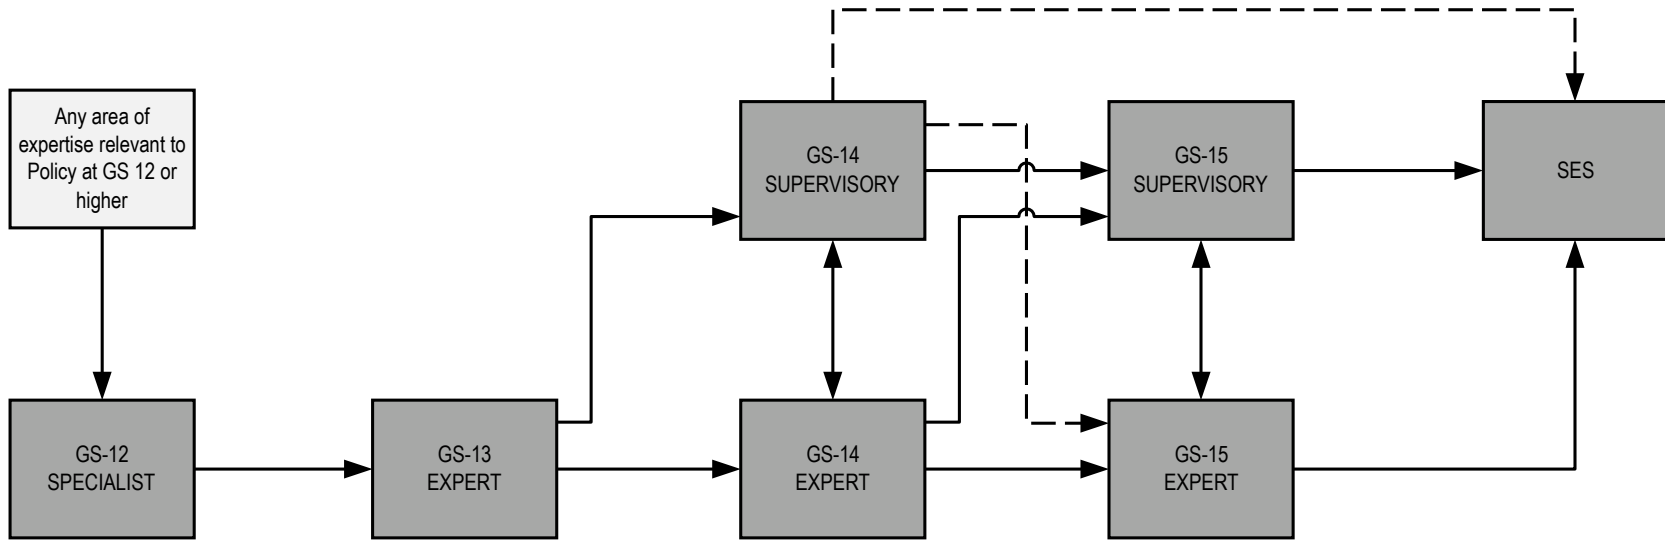 Any area of
expertise relevant to
Policy at GS 12 or
higher
GS-14
SUPERVISORY
GS-15
SUPERVISORY
SES
GS-12
SPECIALIST
GS-13
EXPERT
GS-14
EXPERT
GS-15
EXPERT